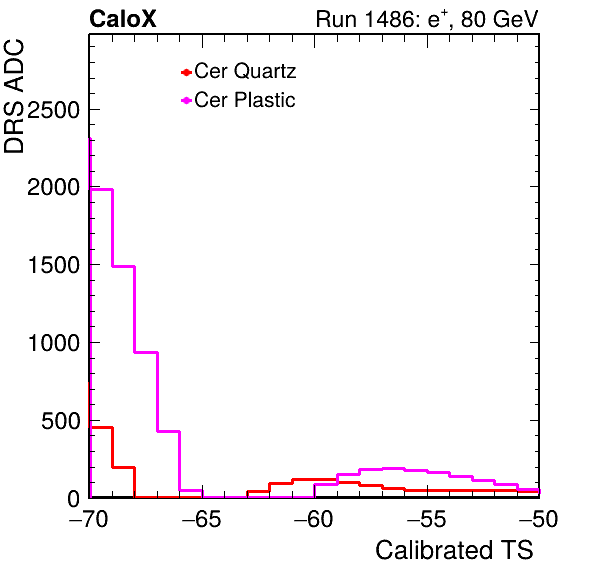 CaloX
Run 1486: e+, 80 GeV
DRS ADC
Cer Quartz
Cer Plastic
2500
2000
1500
1000
500
0
−70
−65
−60
−55
−50
Calibrated TS